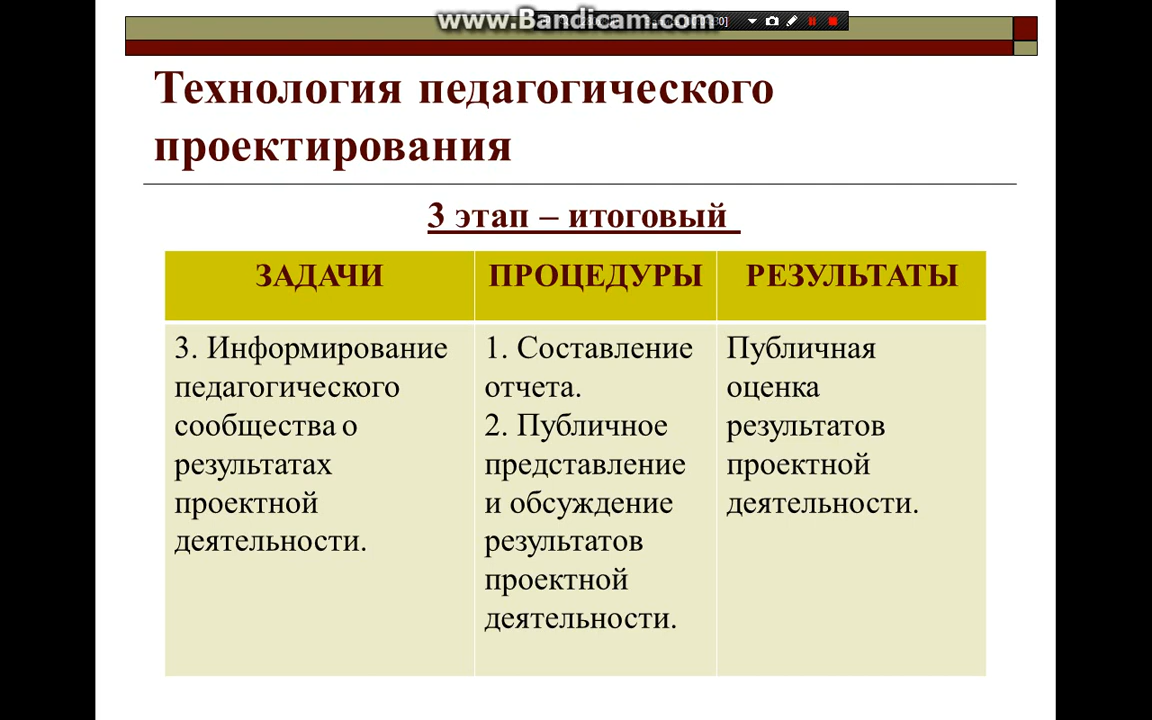 www.Bandicam.com
Технология педагогического
проектирования
3 этап – итоговый
ЗАДАЧИ
ПРОЦЕДУРЫ
РЕЗУЛЬТАТЫ
3. Информирование
педагогического
сообщества о
результатах
проектной
деятельности.
1. Составление
отчета.
2. Публичное
представление
и обсуждение
результатов
проектной
деятельности.
Публичная
оценка
результатов
проектной
деятельности.